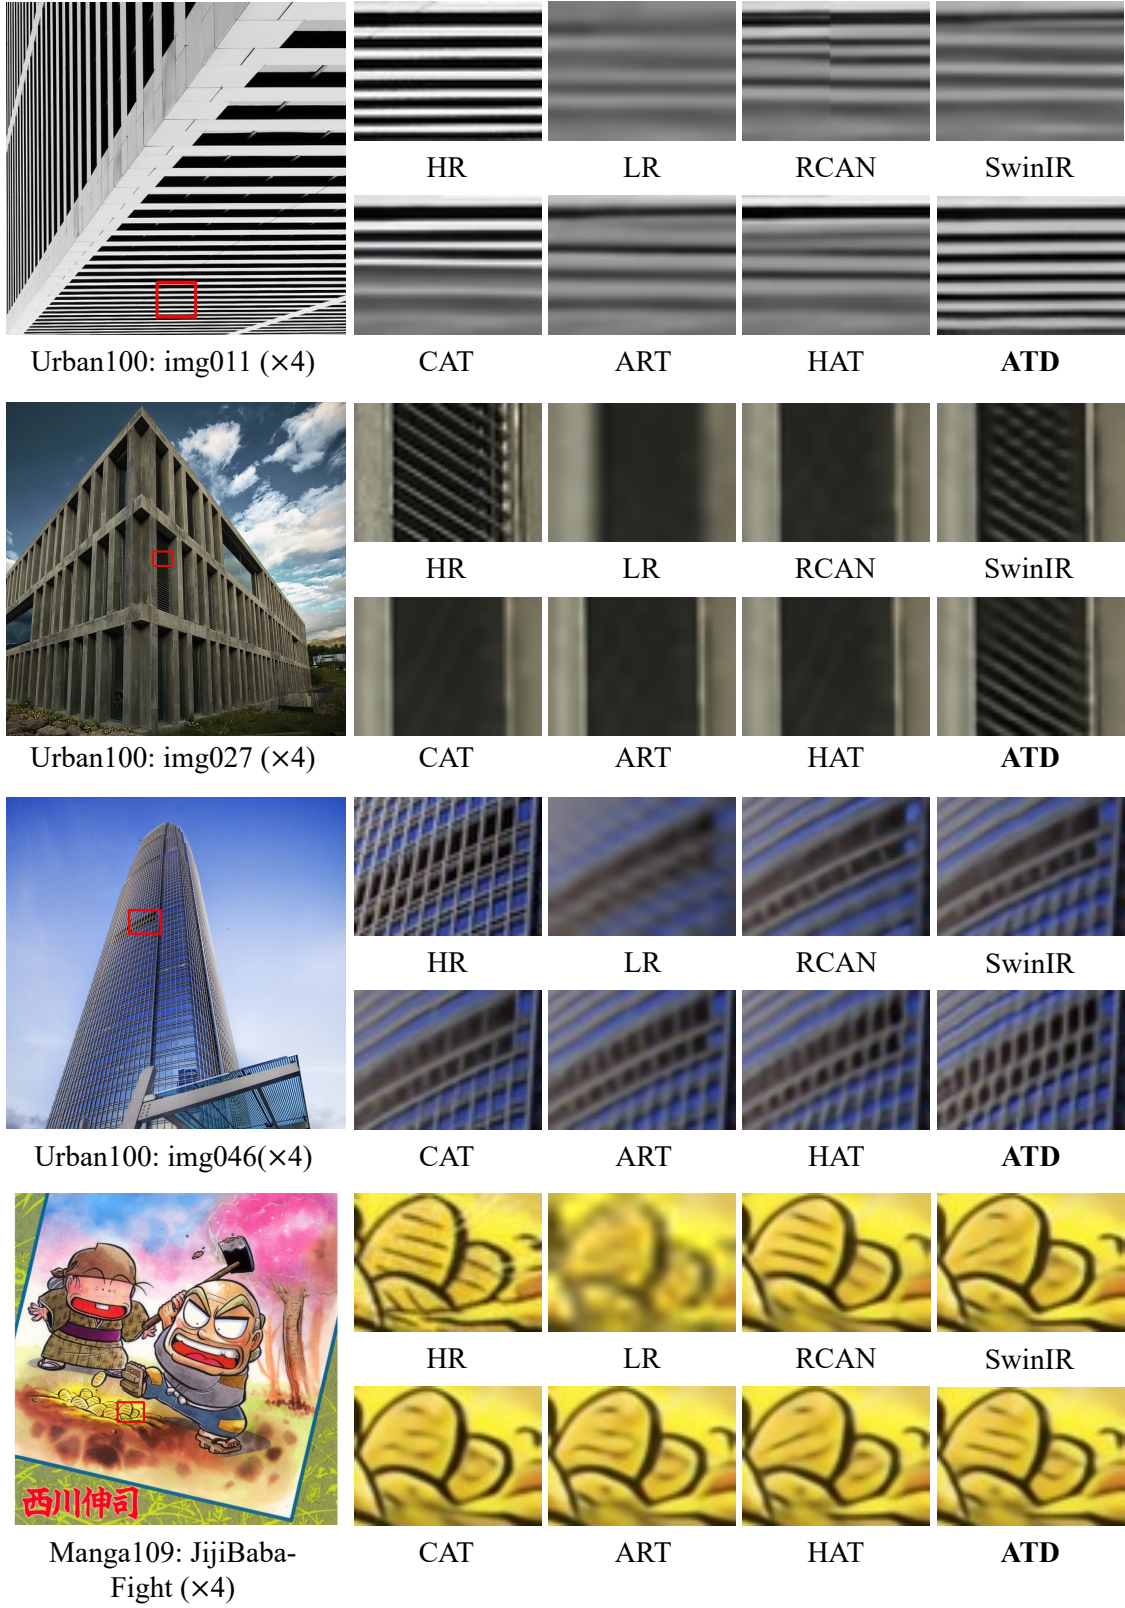 HR LR RCAN SwinIR
Urban100: img011 (×4) CAT ART HAT ATD
HR LR RCAN SwinIR
Urban100: img027 (×4) CAT ART HAT ATD
HR LR RCAN SwinIR
Urban100: img046(×4) CAT ART HAT ATD
西川伸司
HR LR RCAN SwinIR
CAT ART HAT ATD
Manga109: JijiBaba-
Fight (×4)